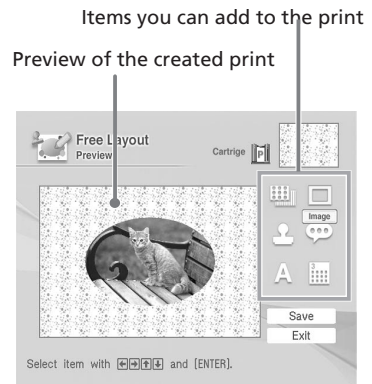 Items you can add to the print
Preview of the created print
Free Layout
Preview
Cartrige P
Image
A 3
Save
Exit
Select item with ←→↑↓ and [ENTER].